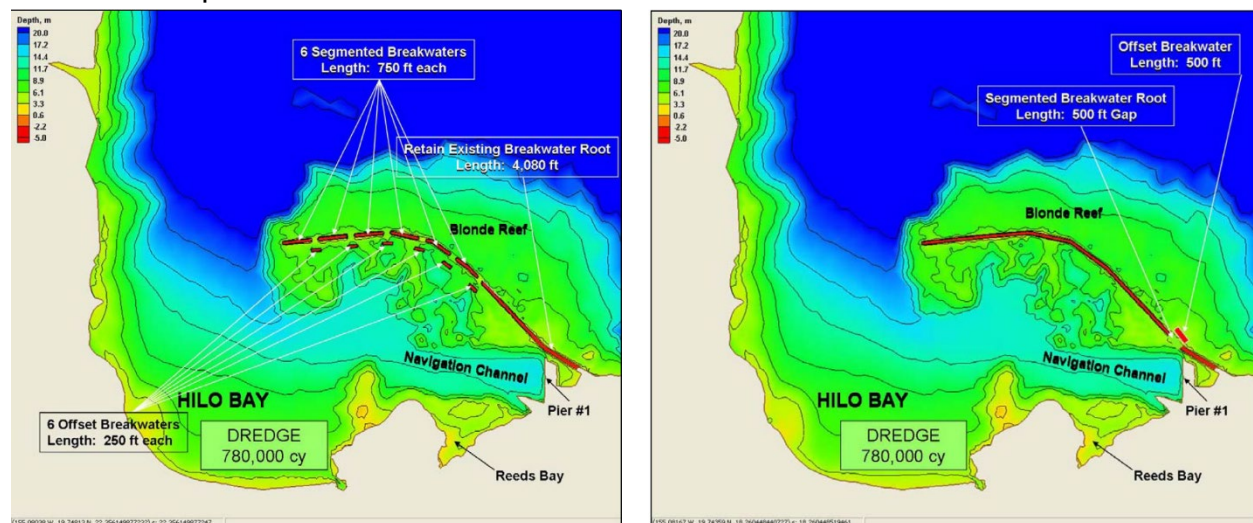 Depth, m
20.0
17.2
14.4
11.7
8.9
6.1
3.3
0.6
-2.2
-5.0
6 Segmented Breakwaters
Length: 750 ft each
Retain Existing Breakwater Root
Length: 4,080 ft
Blonde Reef
Navigation Channel
HILO BAY
Pier #1
6 Offset Breakwaters
Length: 250 ft each
DREDGE
780,000 cy
Reeds Bay
Depth, m
20.0
17.2
14.4
11.7
8.9
6.1
3.3
0.6
-2.2
-5.0
Offset Breakwater
Length: 500 ft
Segmented Breakwater Root
Length: 500 ft Gap
Blonde Reef
Navigation Channel
HILO BAY
Pier #1
DREDGE
780,000 cy
Reeds Bay